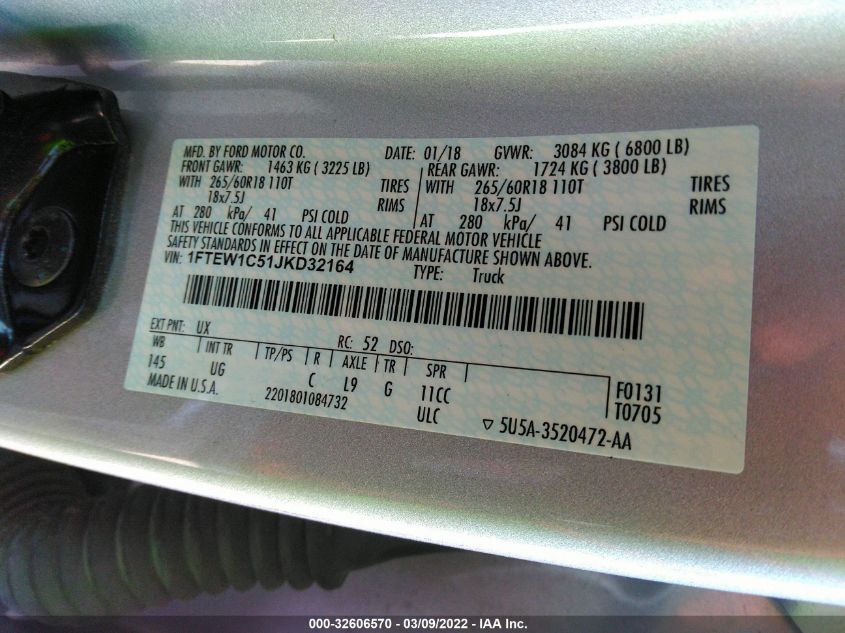 MFD. BY FORD MOTOR CO. DATE: 01/18 GVWR: 3084 KG ( 6800 LB)
FRONT GAWR: 1463 KG ( 3225 LB) REAR GAWR: 1724 KG ( 3800 LB)
WITH 265/60R18 110T TIRES WITH 265/60R18 110T TIRES
18x7.5J RIMS 18x7.5J RIMS
AT 280 kPa/ 41 PSI COLD AT 280 kPa/ 41 PSI COLD
THIS VEHICLE CONFORMS TO ALL APPLICABLE FEDERAL MOTOR VEHICLE
SAFETY STANDARDS IN EFFECT ON THE DATE OF MANUFACTURE SHOWN ABOVE.
VIN: 1FTEW1C51JKD32164 TYPE: Truck
EXT PNT: UX RC: 52 DSO:
WB INT TR TP/PS R AXLE TR SPR
145 UG C L9 G 11CC F0131
MADE IN U.S.A. 2201801084732 ULC T0705
▽ 5U5A-3520472-AA
000-32606570 - 03/09/2022 - IAA Inc.